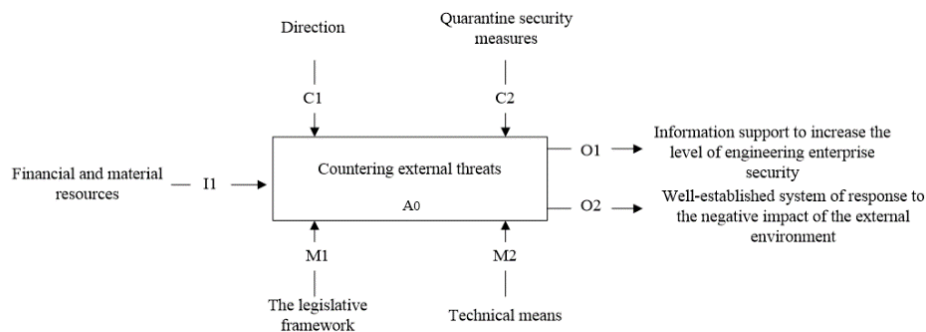 Direction
Quarantine security
measures
C1
C2
Financial and material
resources
I1
Countering external threats
A0
O1
Information support to increase the
level of engineering enterprise
security
O2
Well-established system of response to
the negative impact of the external
environment
M1
M2
The legislative
framework
Technical means